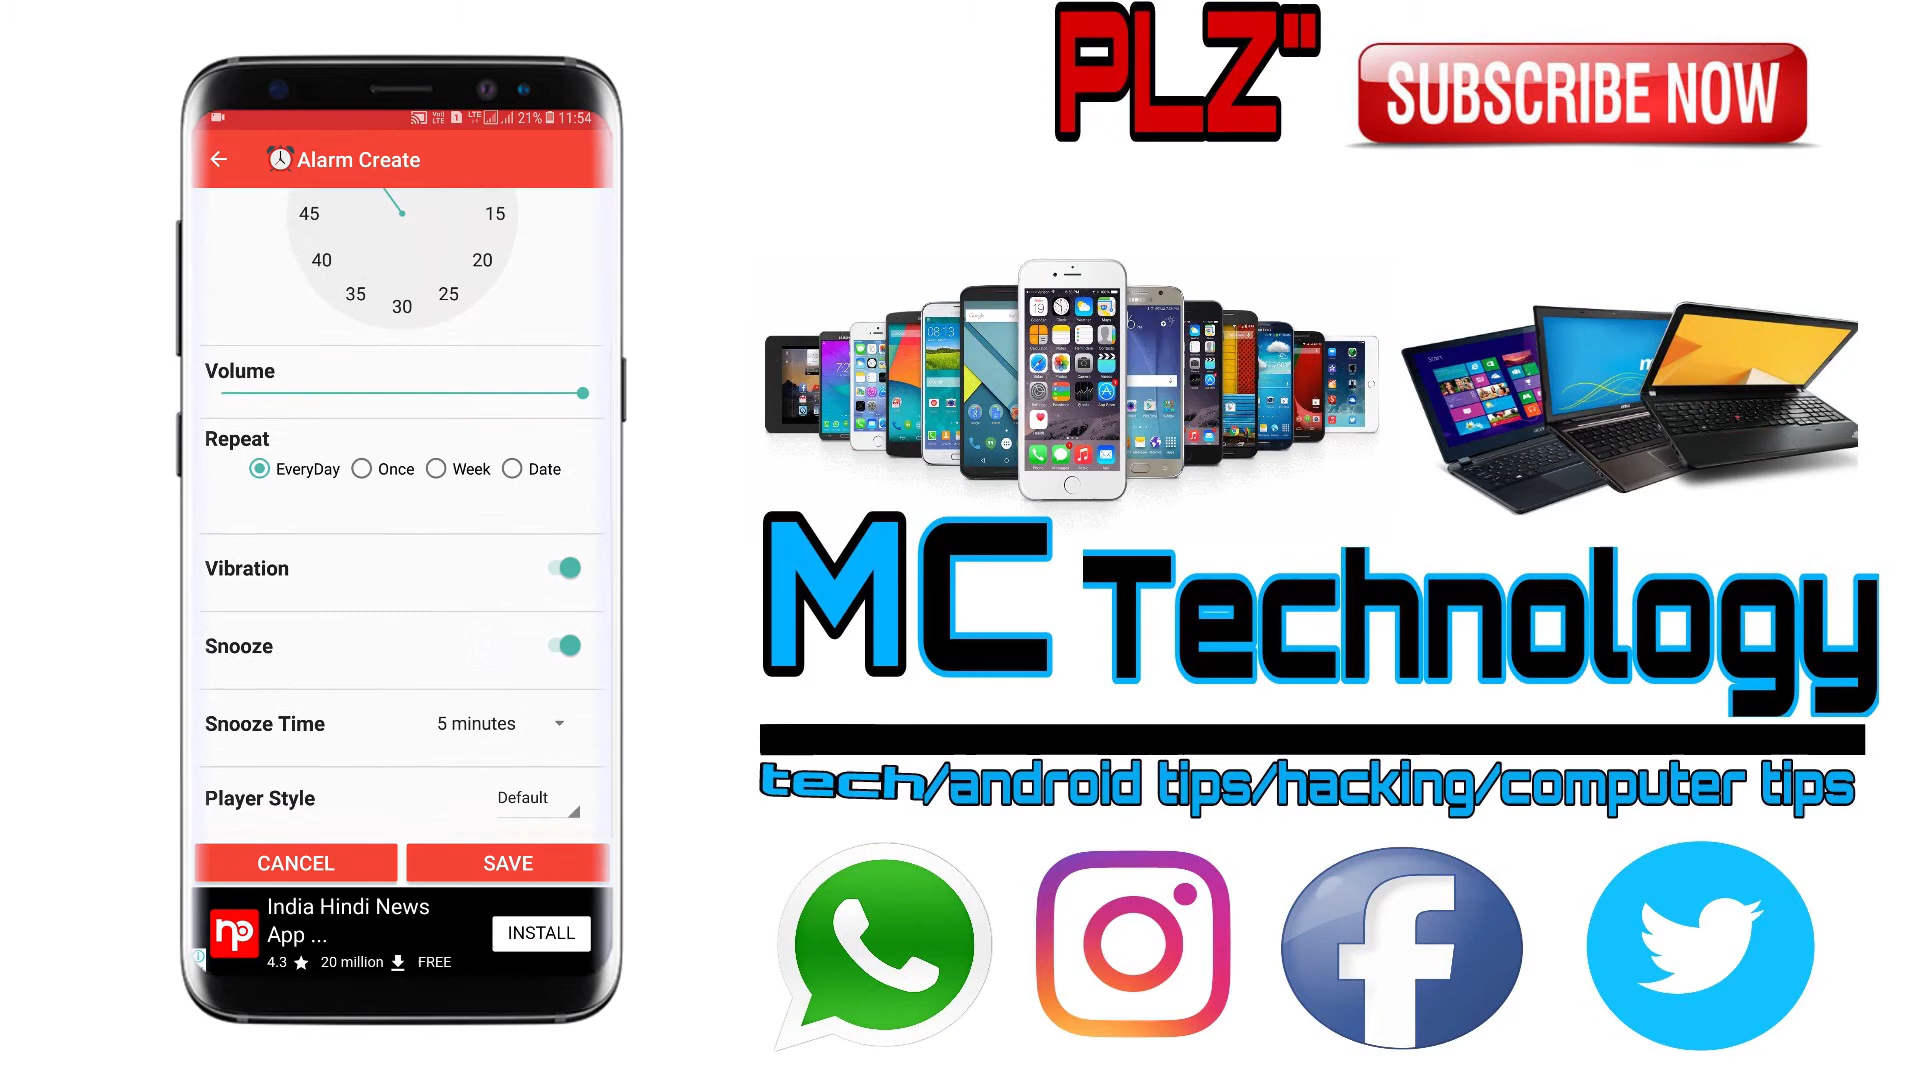 PLZ"
SUBSCRIBE NOW
21% 11:54
Alarm Create
45
15
40
20
35
25
30
Volume
Repeat
EveryDay Once Week Date
Vibration
Snooze
Snooze Time 5 minutes
Player Style Default
CANCEL SAVE
np
India Hindi News
App ...
INSTALL
4.3 20 million FREE
MC Technology
tech/android tips/hacking/computer tips